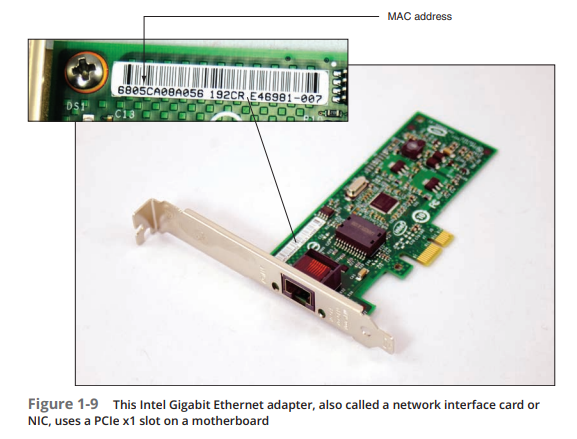 MAC address
6805CA08A056 192CR E46981-007
DS1
C13
Figure 1-9 This Intel Gigabit Ethernet adapter, also called a network interface card or
NIC, uses a PCIe x1 slot on a motherboard